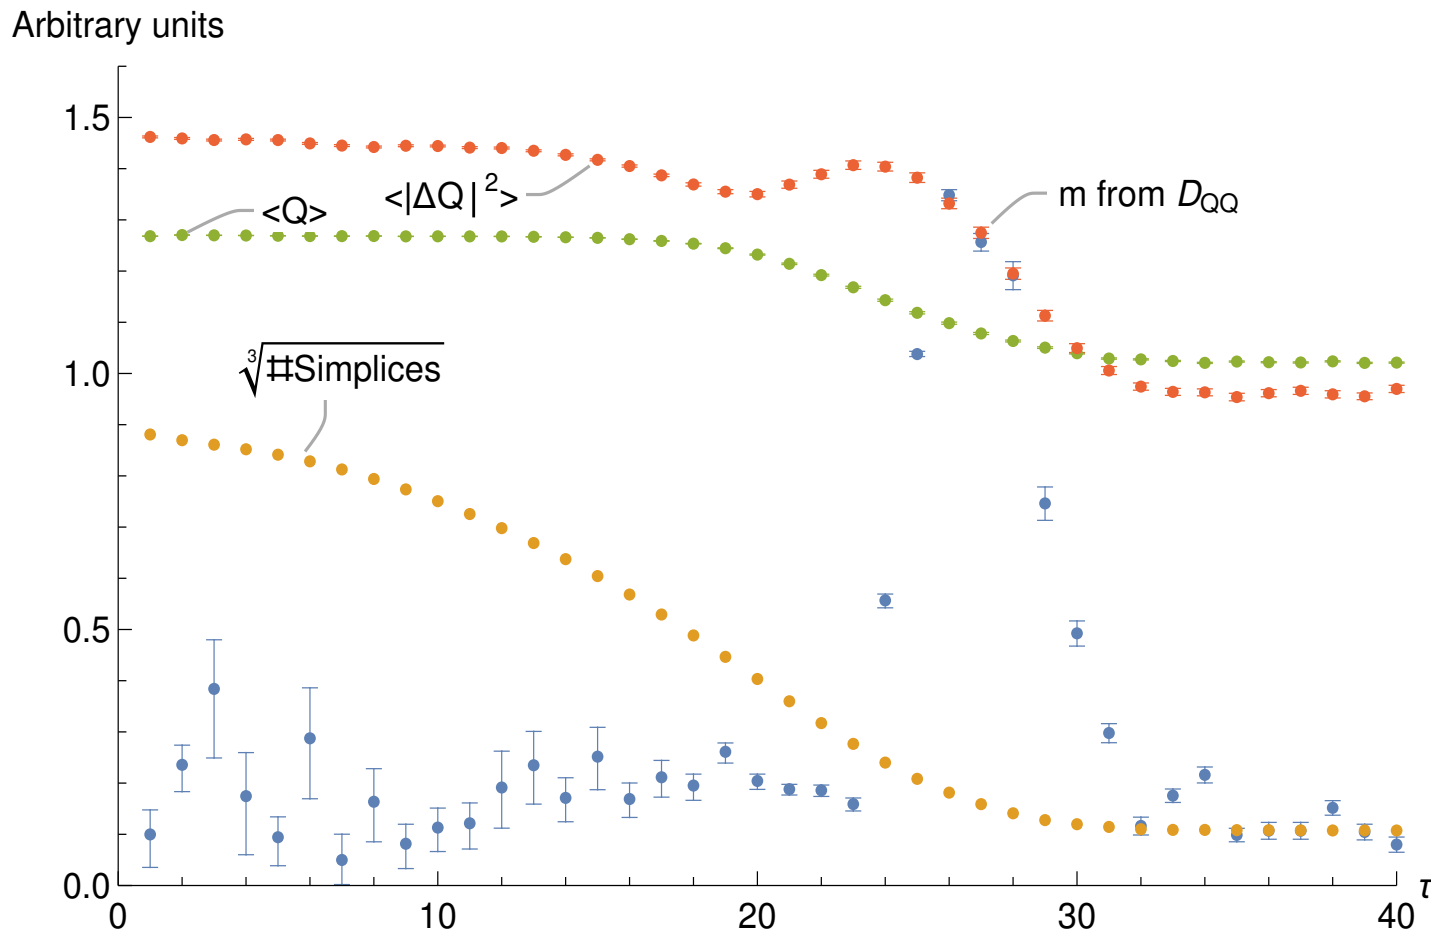 Arbitrary units
1.5
<|ΔQ|²>
m from D_QQ
<Q>
∛#Simplices
1.0
0.5
0.0
τ
0 10 20 30 40